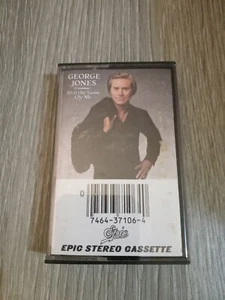 GEORGE
JONES
Still the Same
Ole Me
0
7464-37106-4
Epic
EPIC STEREO CASSETTE